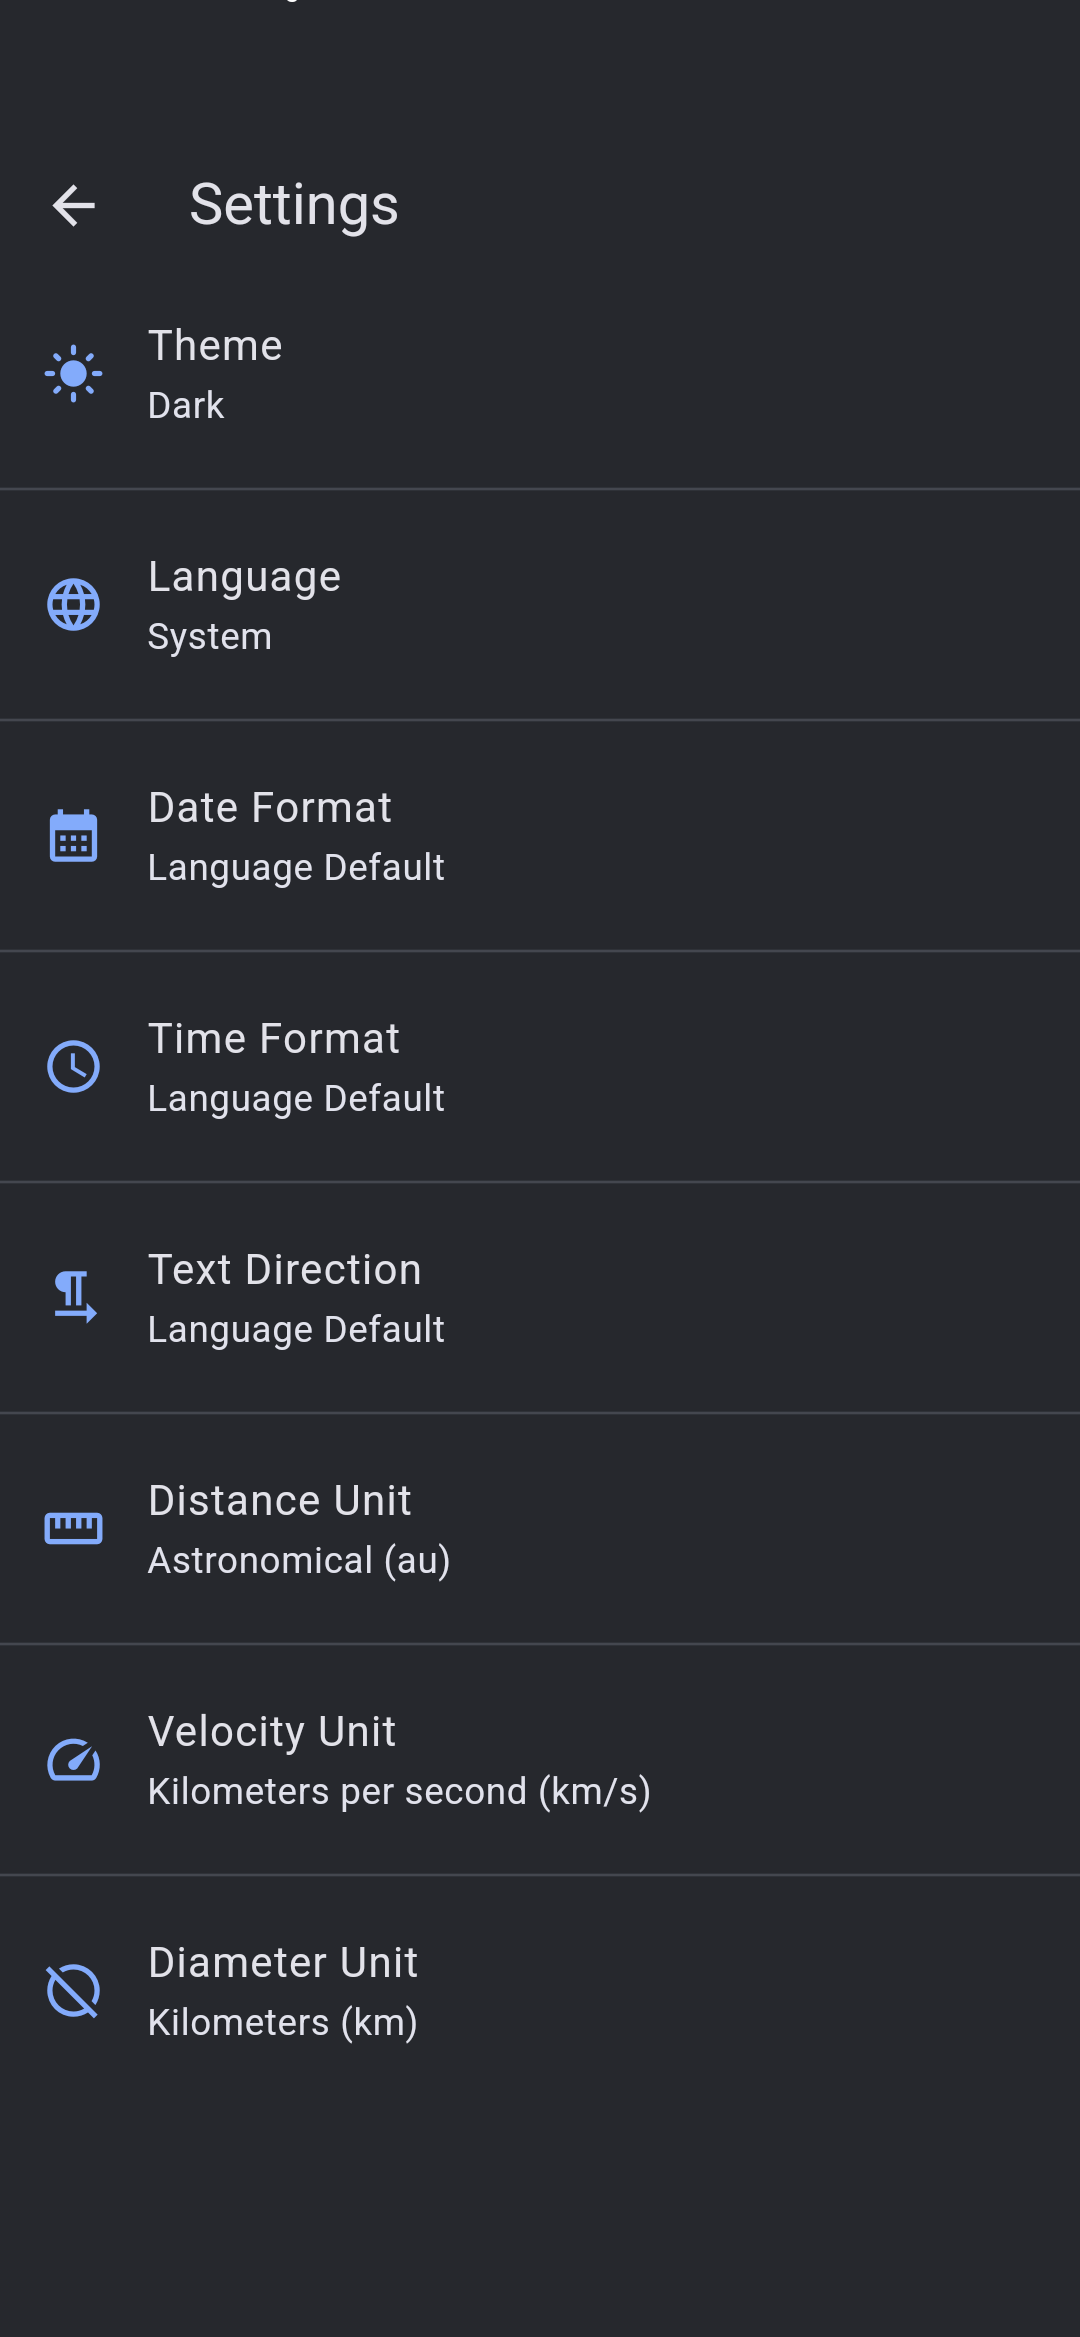 Settings
Theme
Dark
Language
System
Date Format
Language Default
Time Format
Language Default
Text Direction
Language Default
Distance Unit
Astronomical (au)
Velocity Unit
Kilometers per second (km/s)
Diameter Unit
Kilometers (km)